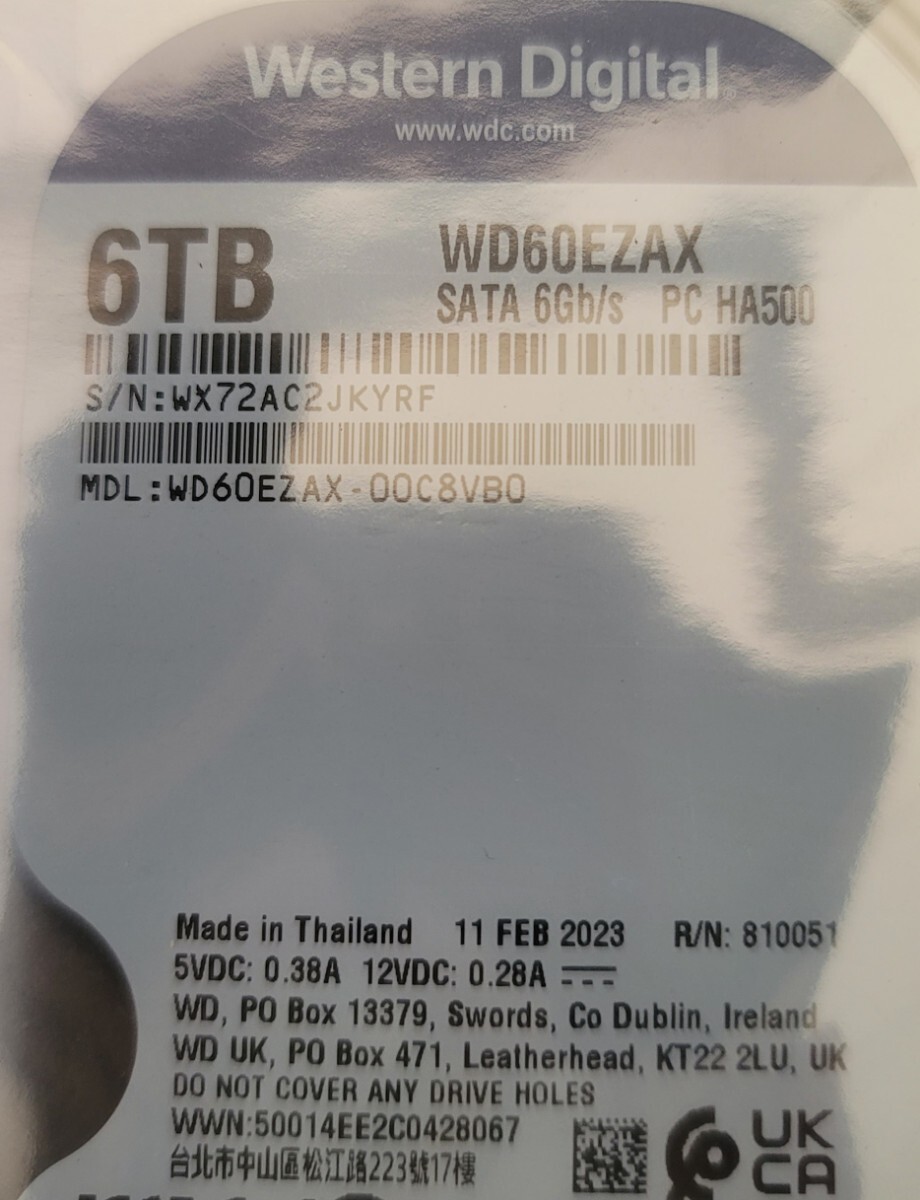 Western Digital
www.wdc.com
6TB
WD60EZAX
SATA 6Gb/s PC HA500
S/N:WX72AC2JKYRF
MDL:WD60EZAX-00C8VB0
Made in Thailand 11 FEB 2023 R/N: 810051
5VDC: 0.38A 12VDC: 0.28A
WD, PO Box 13379, Swords, Co Dublin, Ireland
WD UK, PO Box 471, Leatherhead, KT22 2LU, UK
DO NOT COVER ANY DRIVE HOLES
WWN:50014EE2C0428067
台北市中山區松江路223號17樓
UK
CA